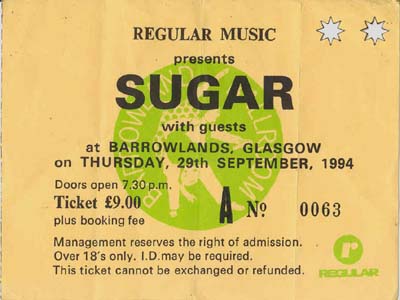 REGULAR MUSIC
presents
SUGAR
with guests
at BARROWLANDS, GLASGOW
on THURSDAY, 29th SEPTEMBER, 1994
Doors open 7.30 p.m.
Ticket £9.00
plus booking fee
A Nº 0063
Management reserves the right of admission.
Over 18's only. I.D. may be required.
This ticket cannot be exchanged or refunded.
r
REGULAR
BARROWLAND BALLROOM